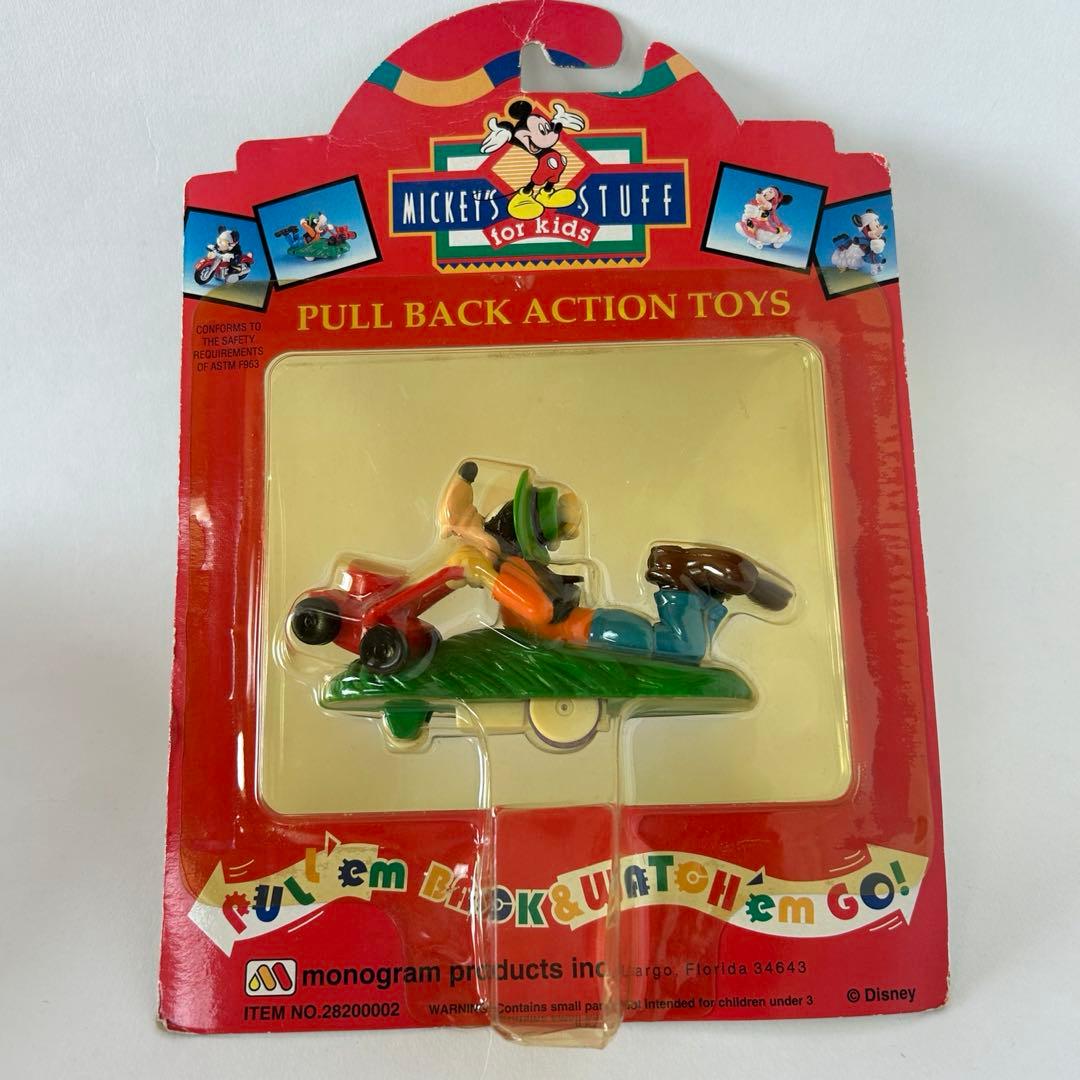 MICKEY'S STUFF
for kids
PULL BACK ACTION TOYS
CONFORMS TO
THE SAFETY
REQUIREMENTS
OF ASTM F963
PULL 'em BACK & WATCH 'em GO!
monogram products inc. Largo, Florida 34643
ITEM NO.28200002
WARNING: Contains small parts Not intended for children under 3
© Disney